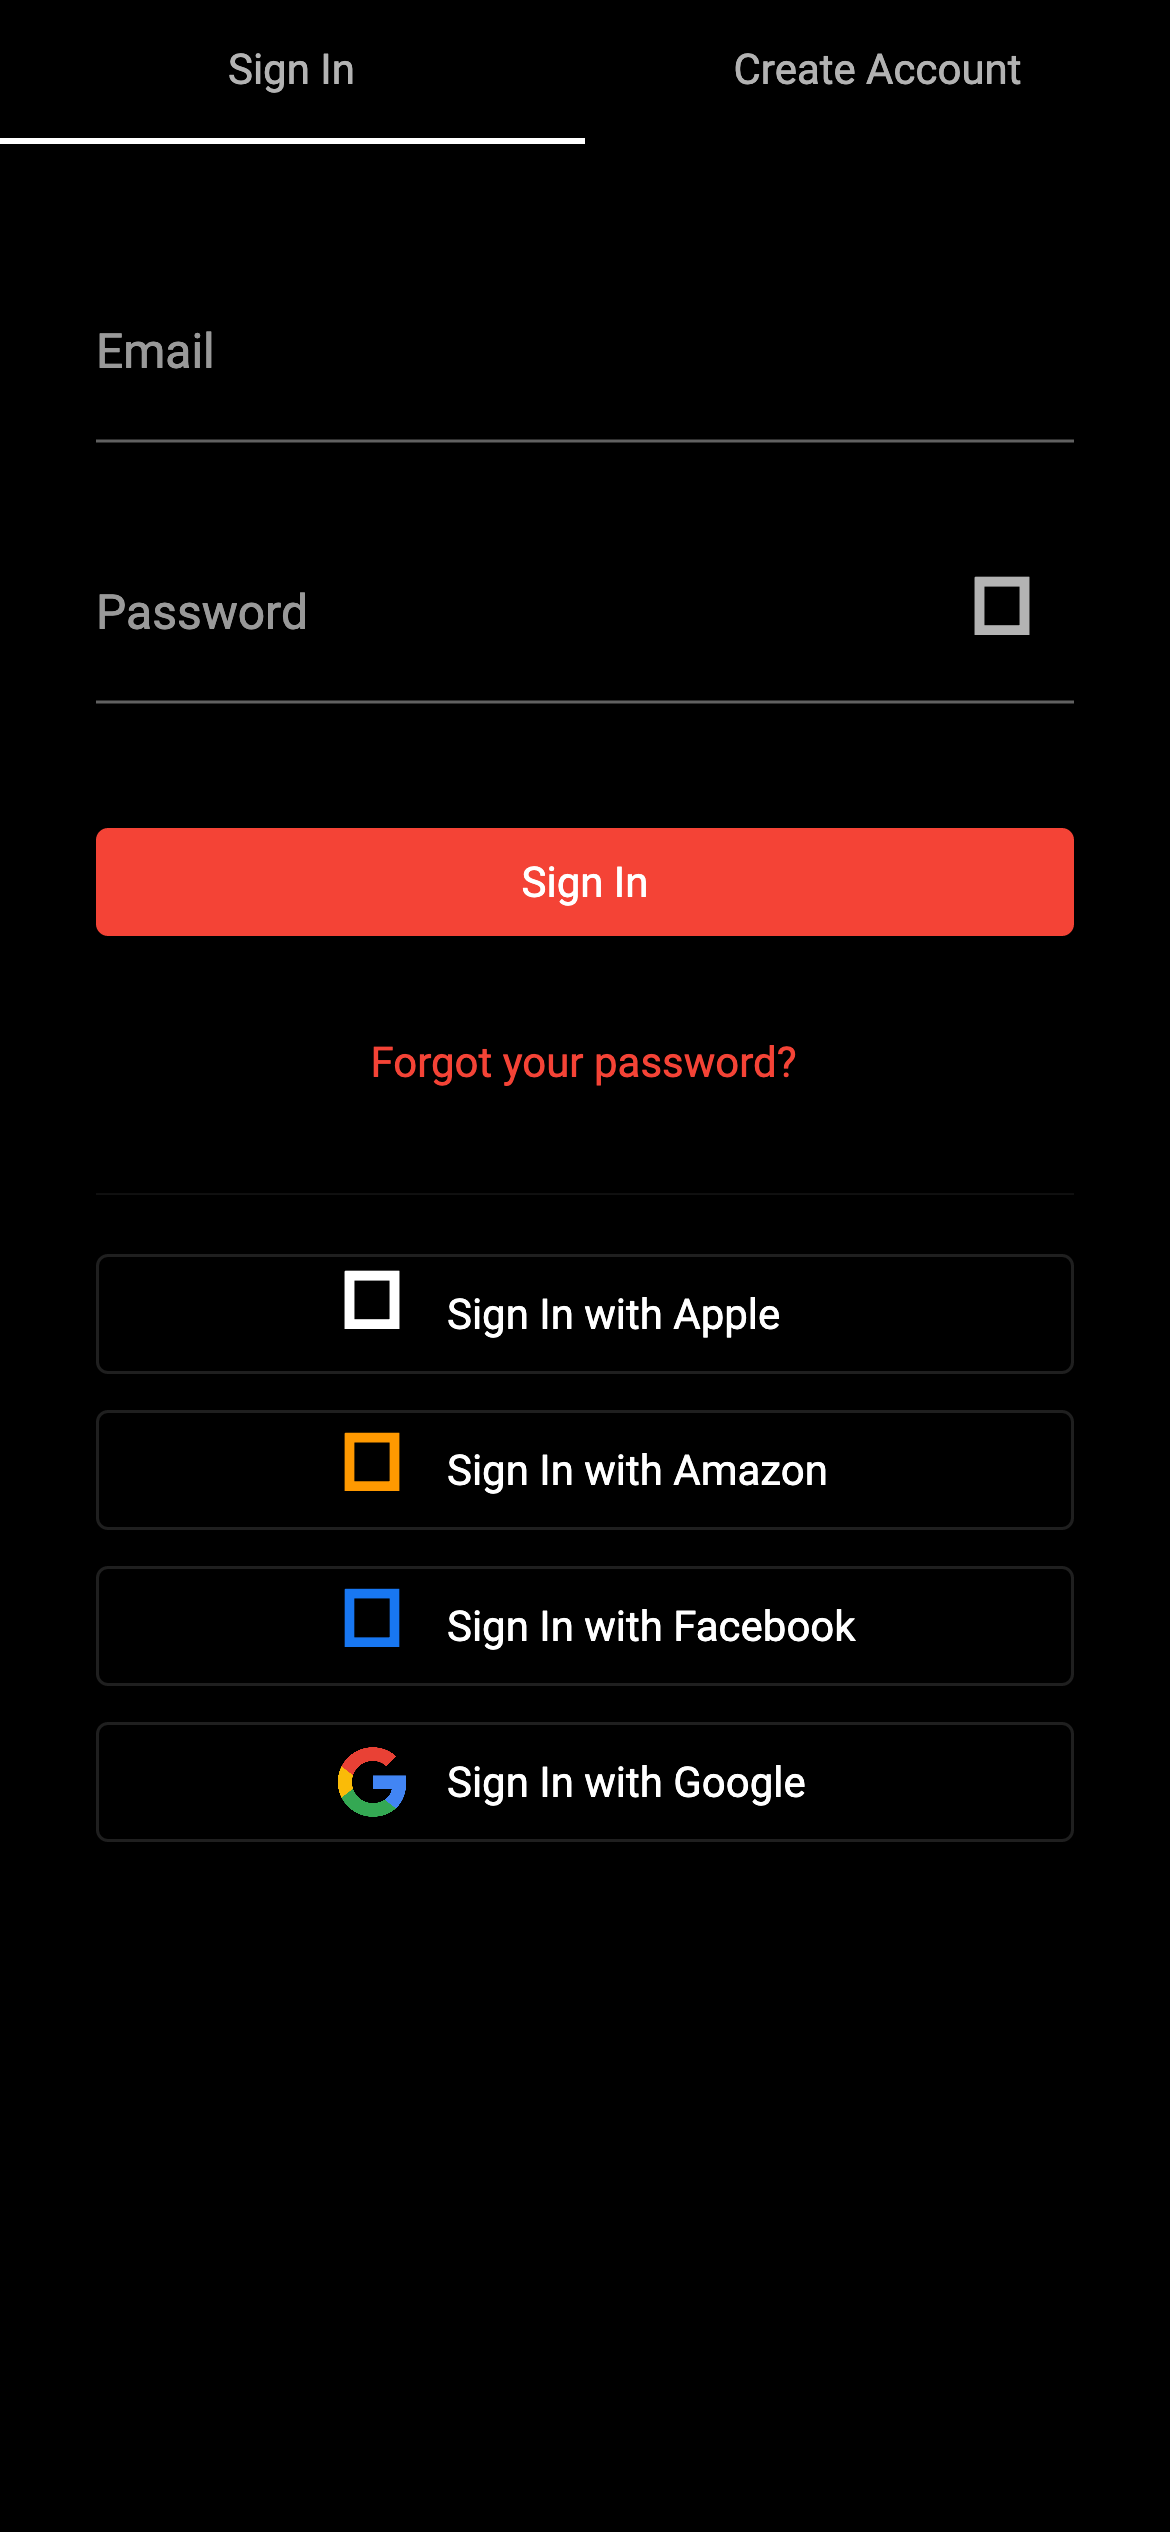 Sign In
Create Account
Email
Password
Sign In
Forgot your password?
Sign In with Apple
Sign In with Amazon
Sign In with Facebook
Sign In with Google